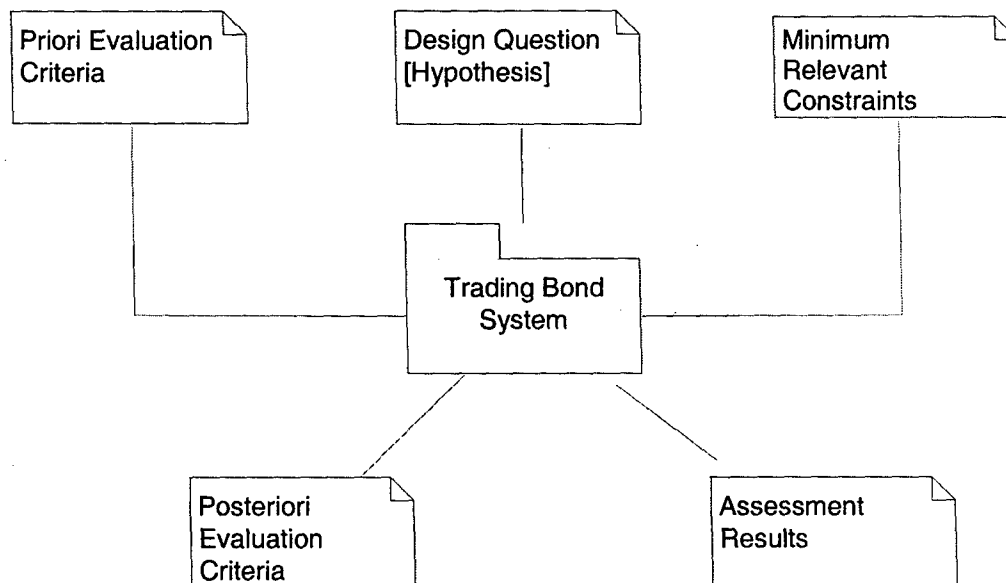 Priori Evaluation
Criteria
Design Question
[Hypothesis]
Minimum
Relevant
Constraints
Trading Bond
System
Posteriori
Evaluation
Criteria
Assessment
Results